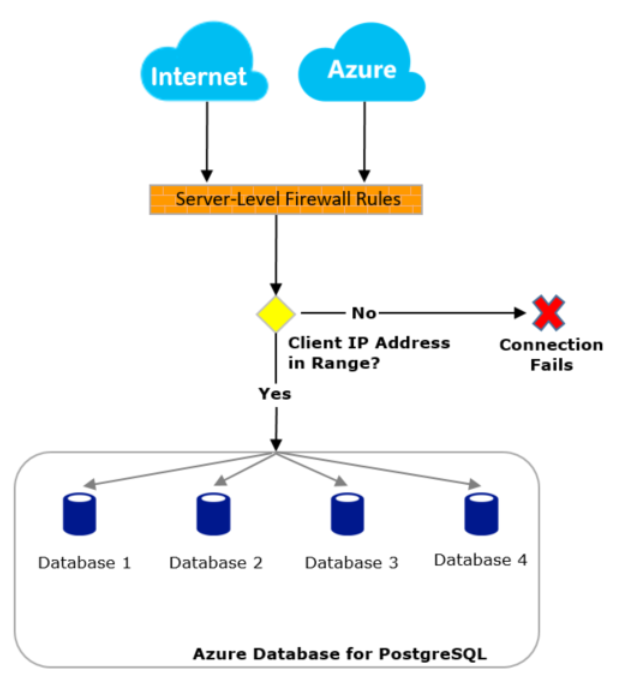 Internet
Azure
Server-Level Firewall Rules
No
Client IP Address
in Range?
Connection
Fails
Yes
Database 1
Database 2
Database 3
Database 4
Azure Database for PostgreSQL